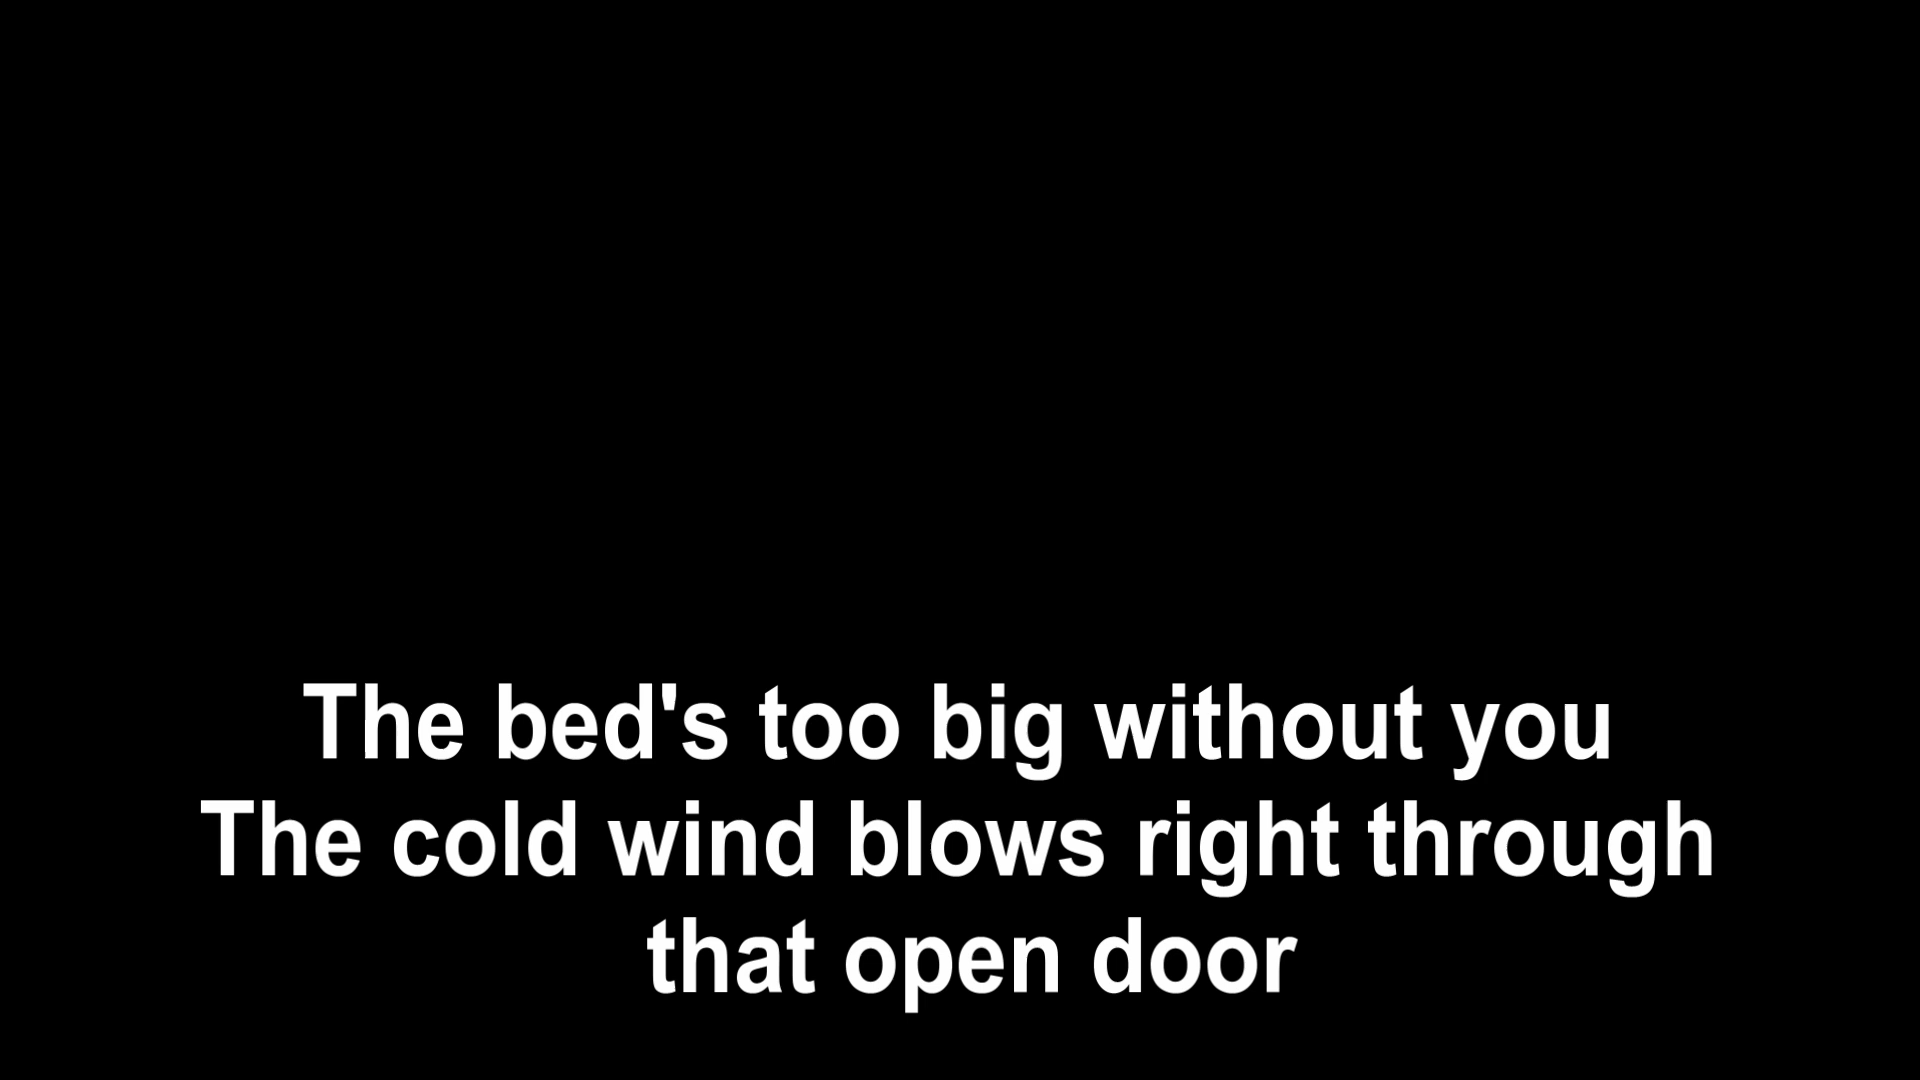 The bed's too big without you
The cold wind blows right through
that open door